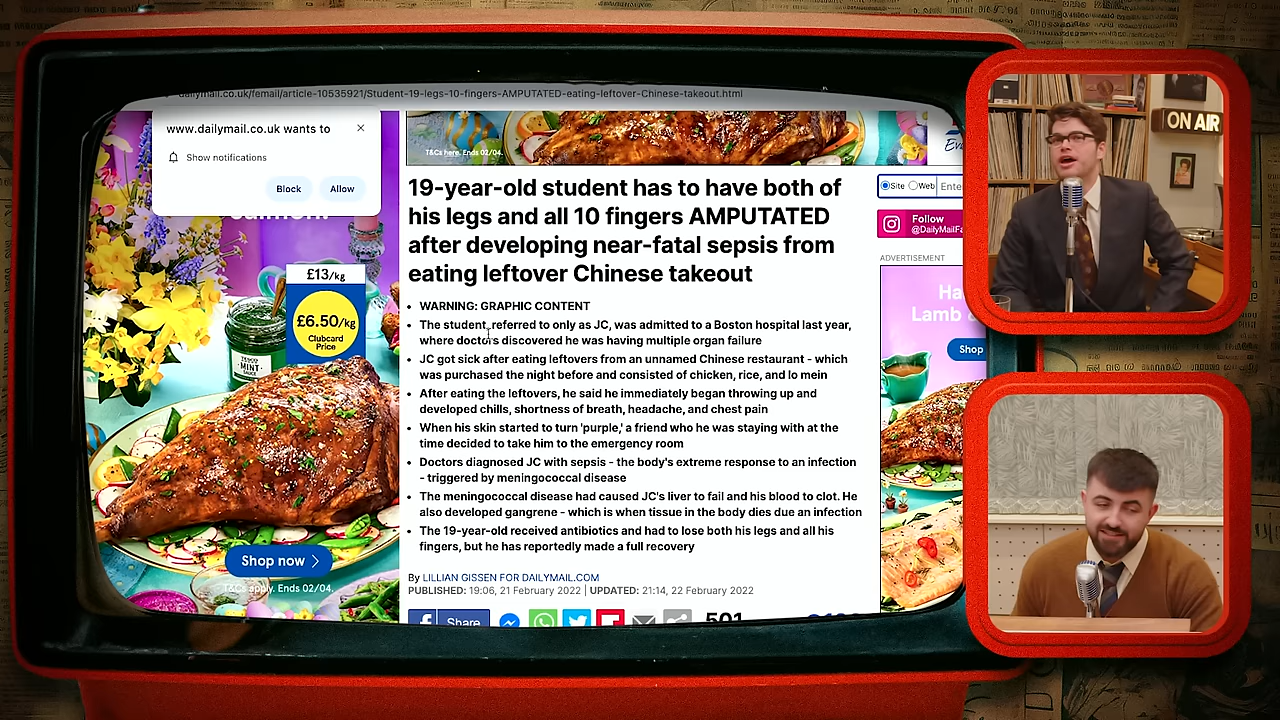 dailymail.co.uk/femail/article-10535921/Student-19-legs-10-fingers-AMPUTATED-eating-leftover-Chinese-takeout.html
www.dailymail.co.uk wants to
Show notifications
Block
Allow
salmon.
£13/kg
£6.50/kg
Clubcard
Price
TESCO
MINT
SAUCE
Shop now
T&Cs apply. Ends 02/04.
T&Cs here. Ends 02/04.
19-year-old student has to have both of
his legs and all 10 fingers AMPUTATED
after developing near-fatal sepsis from
eating leftover Chinese takeout
• WARNING: GRAPHIC CONTENT
• The student, referred to only as JC, was admitted to a Boston hospital last year,
where doctors discovered he was having multiple organ failure
• JC got sick after eating leftovers from an unnamed Chinese restaurant - which
was purchased the night before and consisted of chicken, rice, and lo mein
• After eating the leftovers, he said he immediately began throwing up and
developed chills, shortness of breath, headache, and chest pain
• When his skin started to turn 'purple,' a friend who he was staying with at the
time decided to take him to the emergency room
• Doctors diagnosed JC with sepsis - the body's extreme response to an infection
- triggered by meningococcal disease
• The meningococcal disease had caused JC's liver to fail and his blood to clot. He
also developed gangrene - which is when tissue in the body dies due an infection
• The 19-year-old received antibiotics and had to lose both his legs and all his
fingers, but he has reportedly made a full recovery
By LILLIAN GISSEN FOR DAILYMAIL.COM
PUBLISHED: 19:06, 21 February 2022 | UPDATED: 21:14, 22 February 2022
Share
501
Site Web Ente
Follow
@DailyMailFe
ADVERTISEMENT
Ha
Lamb
Shop
ON AIR